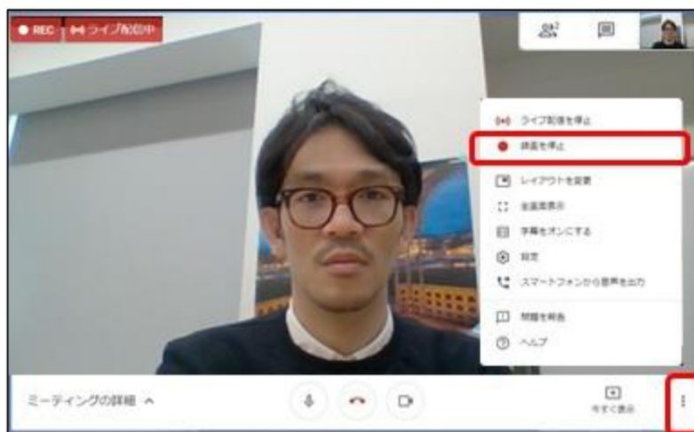 REC
ライブ配信中
2
ライブ配信を停止
録画を停止
レイアウトを変更
全画面表示
字幕をオンにする
設定
スマートフォンから音声を出力
問題を報告
ヘルプ
ミーティングの詳細
今すぐ表示